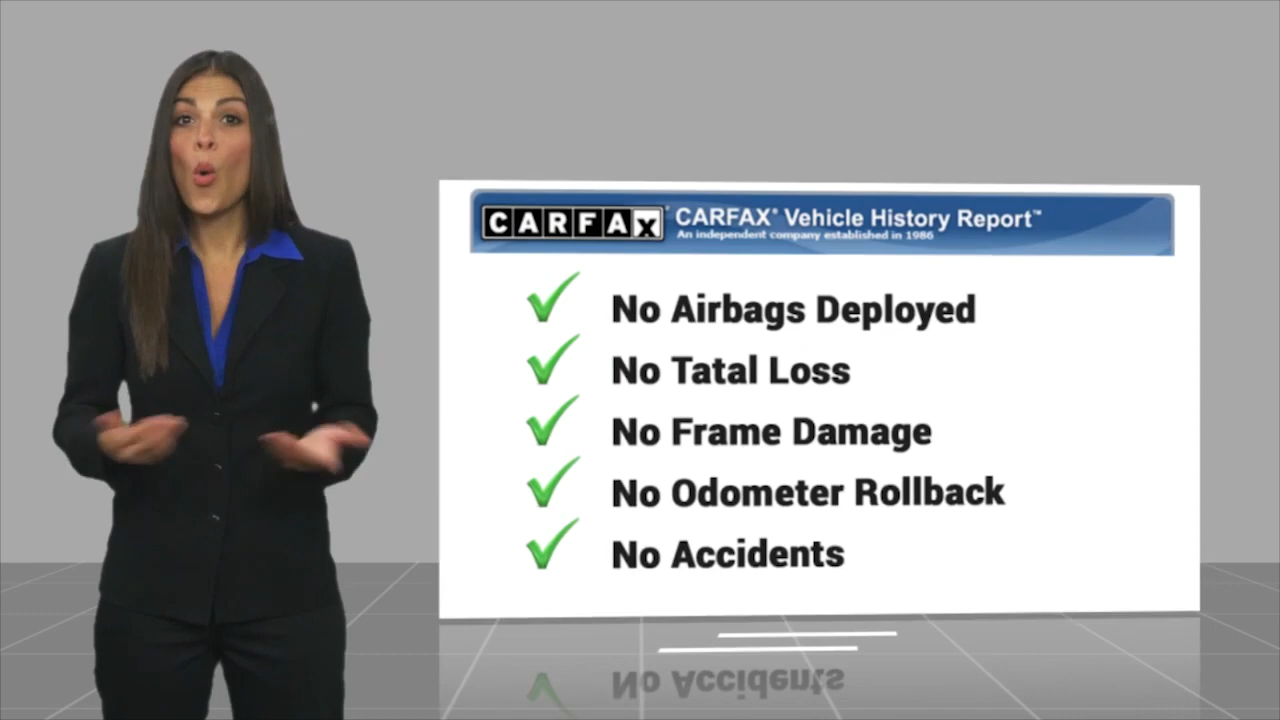 CARFAX CARFAX® Vehicle History Report™
An independent company established in 1986
No Airbags Deployed
No Tatal Loss
No Frame Damage
No Odometer Rollback
No Accidents